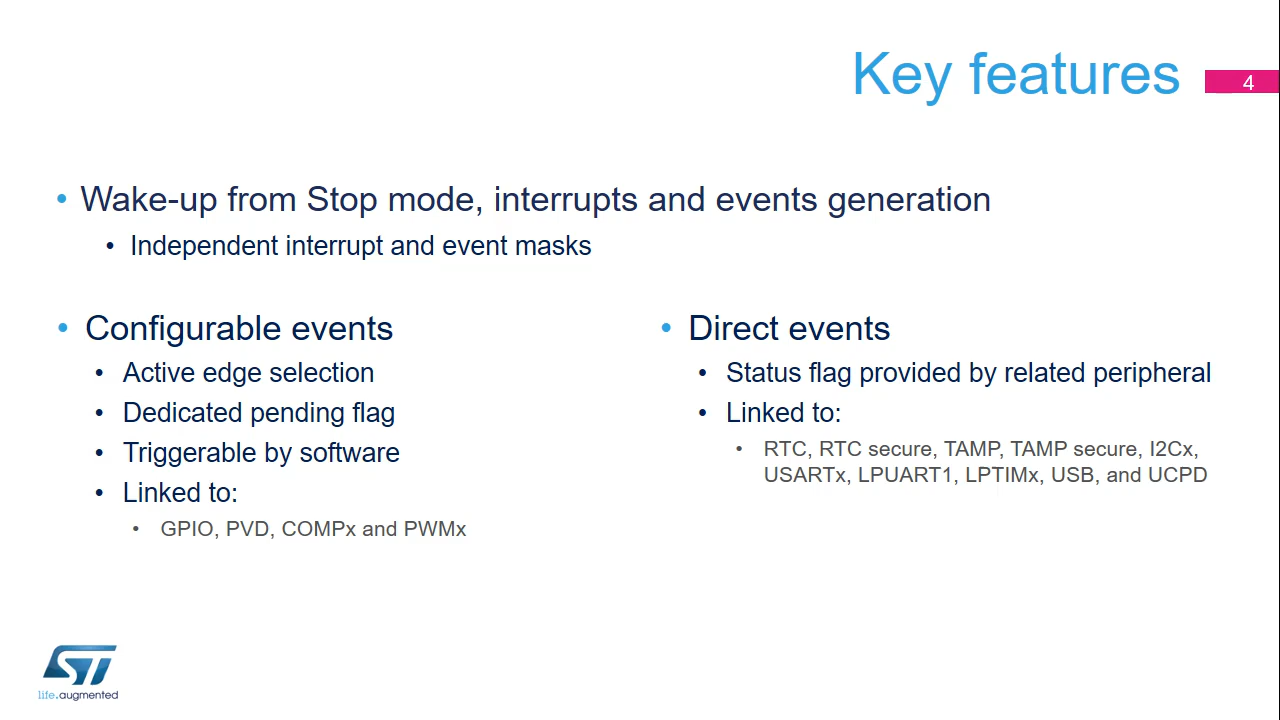 Key features
4
• Wake-up from Stop mode, interrupts and events generation
• Independent interrupt and event masks
• Configurable events
• Active edge selection
• Dedicated pending flag
• Triggerable by software
• Linked to:
• GPIO, PVD, COMPx and PWMx
• Direct events
• Status flag provided by related peripheral
• Linked to:
• RTC, RTC secure, TAMP, TAMP secure, I2Cx,
USARTx, LPUART1, LPTIMx, USB, and UCPD
ST
life.augmented